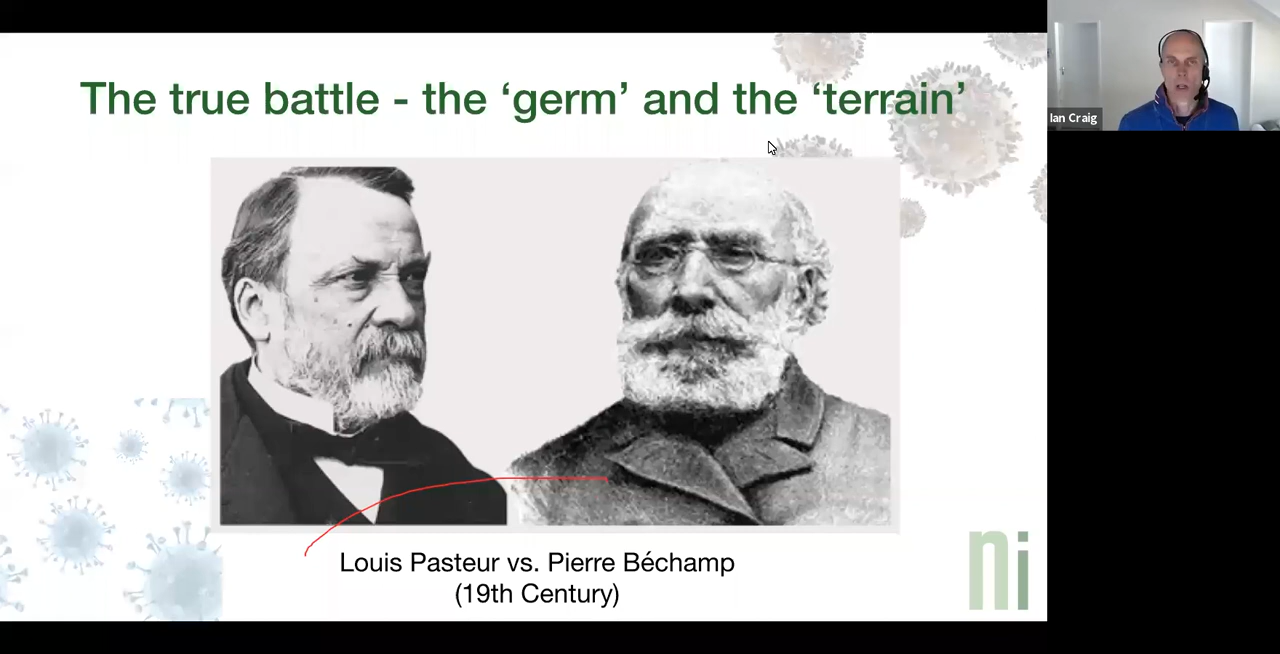 The true battle - the ‘germ’ and the ‘terrain’
Ian Craig
Louis Pasteur vs. Pierre Béchamp
(19th Century)
ni